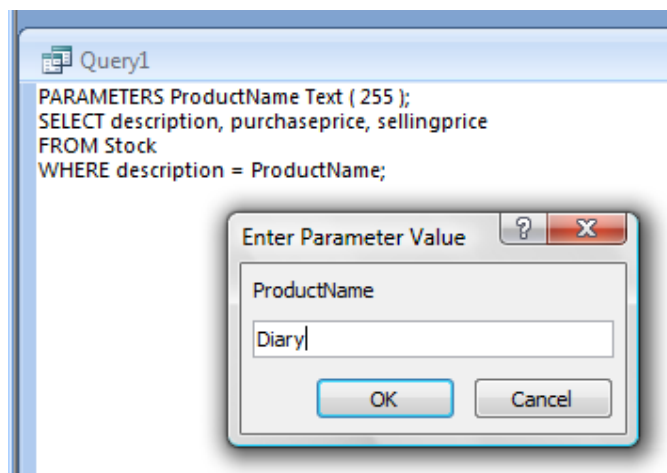 Query1
PARAMETERS ProductName Text ( 255 );
SELECT description, purchaseprice, sellingprice
FROM Stock
WHERE description = ProductName;
Enter Parameter Value
ProductName
Diary
OK Cancel